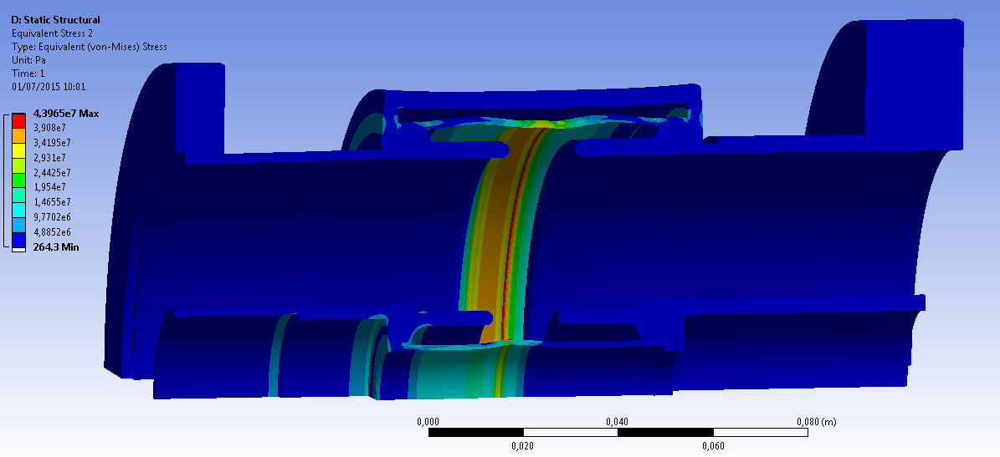 D: Static Structural
Equivalent Stress 2
Type: Equivalent (von-Mises) Stress
Unit: Pa
Time: 1
01/07/2015 10:01
4,3965e7 Max
3,908e7
3,4195e7
2,931e7
2,4425e7
1,954e7
1,4655e7
9,7702e6
4,8852e6
264,3 Min
0,000
0,040
0,080 (m)
0,020
0,060